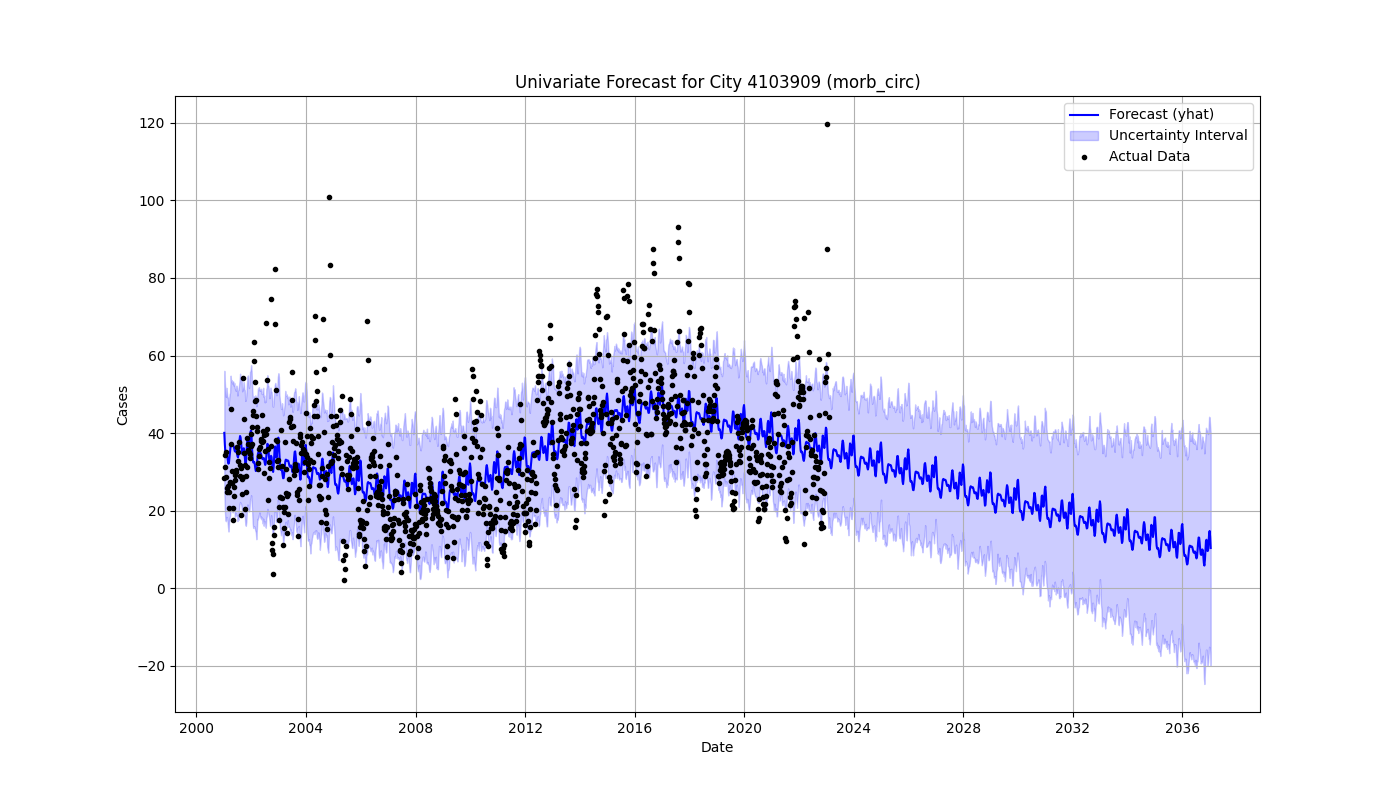 Univariate Forecast for City 4103909 (morb_circ)
Forecast (yhat)
Uncertainty Interval
Actual Data
Cases
120
100
80
60
40
20
0
−20
2000 2004 2008 2012 2016 2020 2024 2028 2032 2036
Date